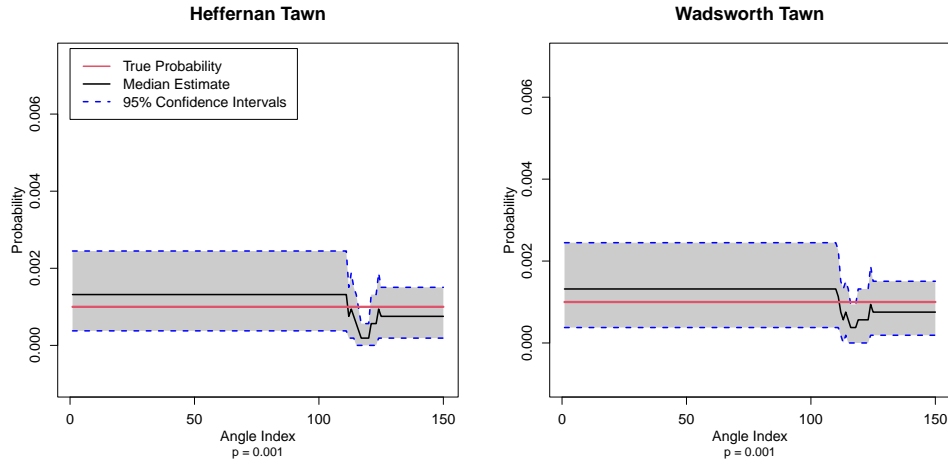 Heffernan Tawn
True Probability
Median Estimate
95% Confidence Intervals
Probability
0.000
0.002
0.004
0.006
0
50
100
150
Angle Index
p = 0.001
Wadsworth Tawn
Probability
0.000
0.002
0.004
0.006
0
50
100
150
Angle Index
p = 0.001